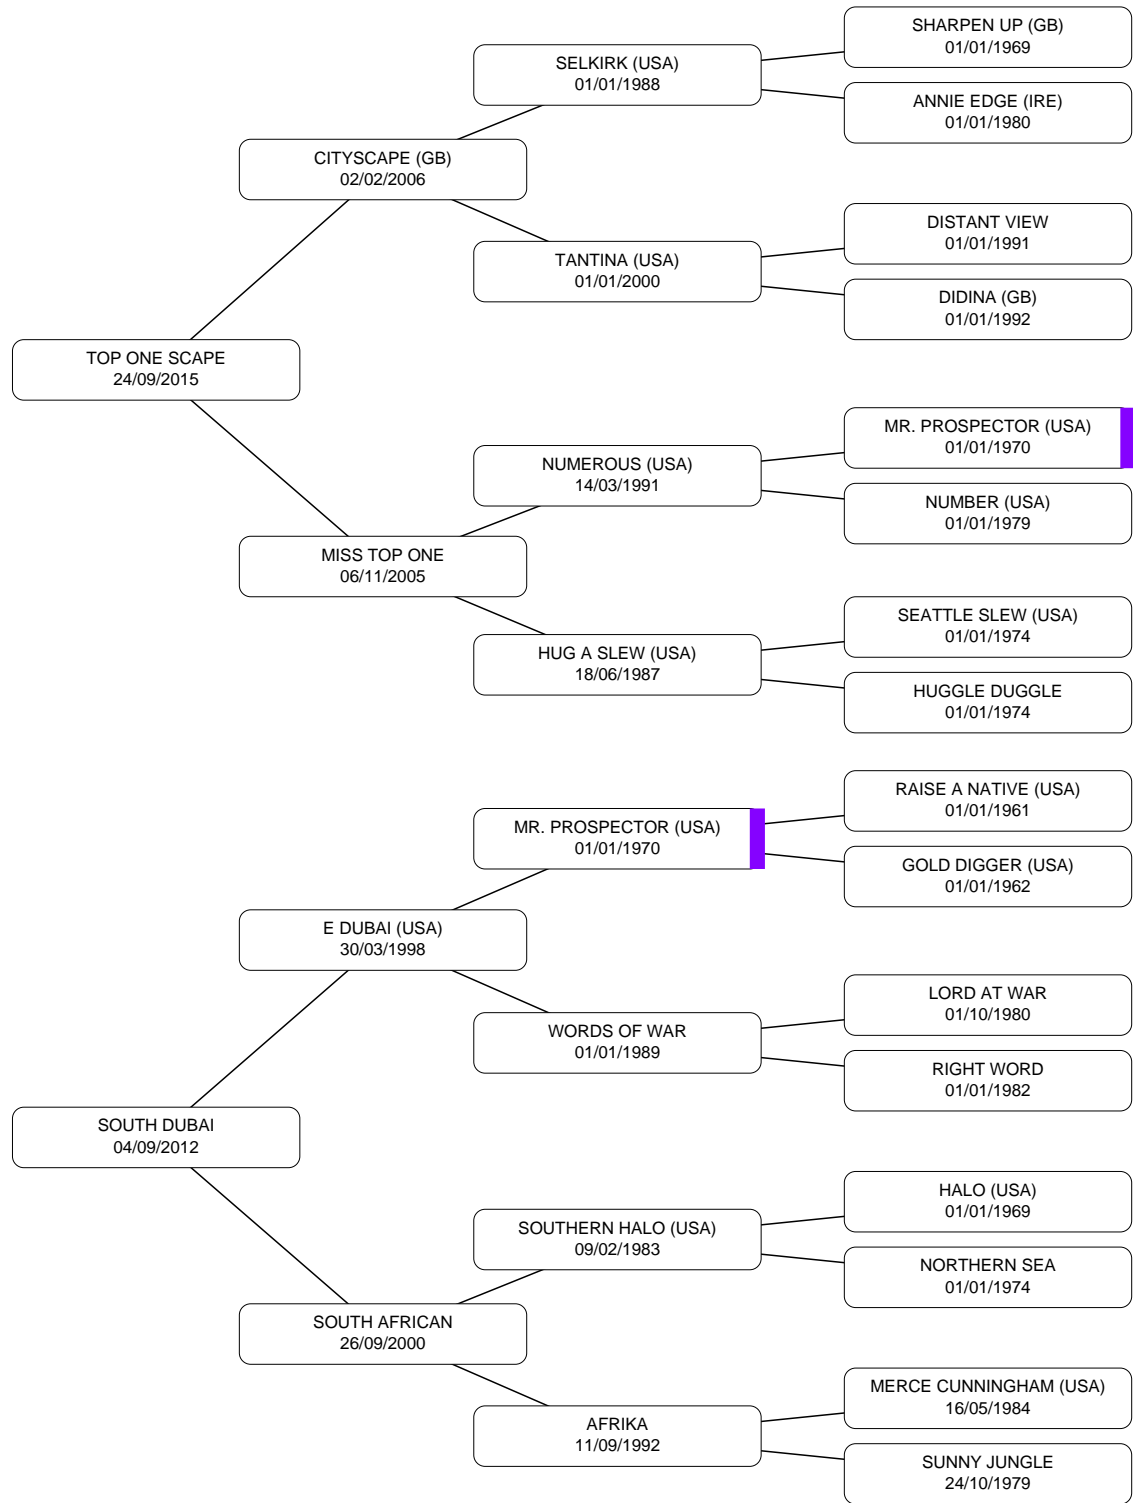 SHARPEN UP (GB)
01/01/1969
SELKIRK (USA)
01/01/1988
ANNIE EDGE (IRE)
01/01/1980
CITYSCAPE (GB)
02/02/2006
DISTANT VIEW
01/01/1991
TANTINA (USA)
01/01/2000
DIDINA (GB)
01/01/1992
TOP ONE SCAPE
24/09/2015
MR. PROSPECTOR (USA)
01/01/1970
NUMEROUS (USA)
14/03/1991
NUMBER (USA)
01/01/1979
MISS TOP ONE
06/11/2005
SEATTLE SLEW (USA)
01/01/1974
HUG A SLEW (USA)
18/06/1987
HUGGLE DUGGLE
01/01/1974
RAISE A NATIVE (USA)
01/01/1961
MR. PROSPECTOR (USA)
01/01/1970
GOLD DIGGER (USA)
01/01/1962
E DUBAI (USA)
30/03/1998
LORD AT WAR
01/10/1980
WORDS OF WAR
01/01/1989
RIGHT WORD
01/01/1982
SOUTH DUBAI
04/09/2012
HALO (USA)
01/01/1969
SOUTHERN HALO (USA)
09/02/1983
NORTHERN SEA
01/01/1974
SOUTH AFRICAN
26/09/2000
MERCE CUNNINGHAM (USA)
16/05/1984
AFRIKA
11/09/1992
SUNNY JUNGLE
24/10/1979